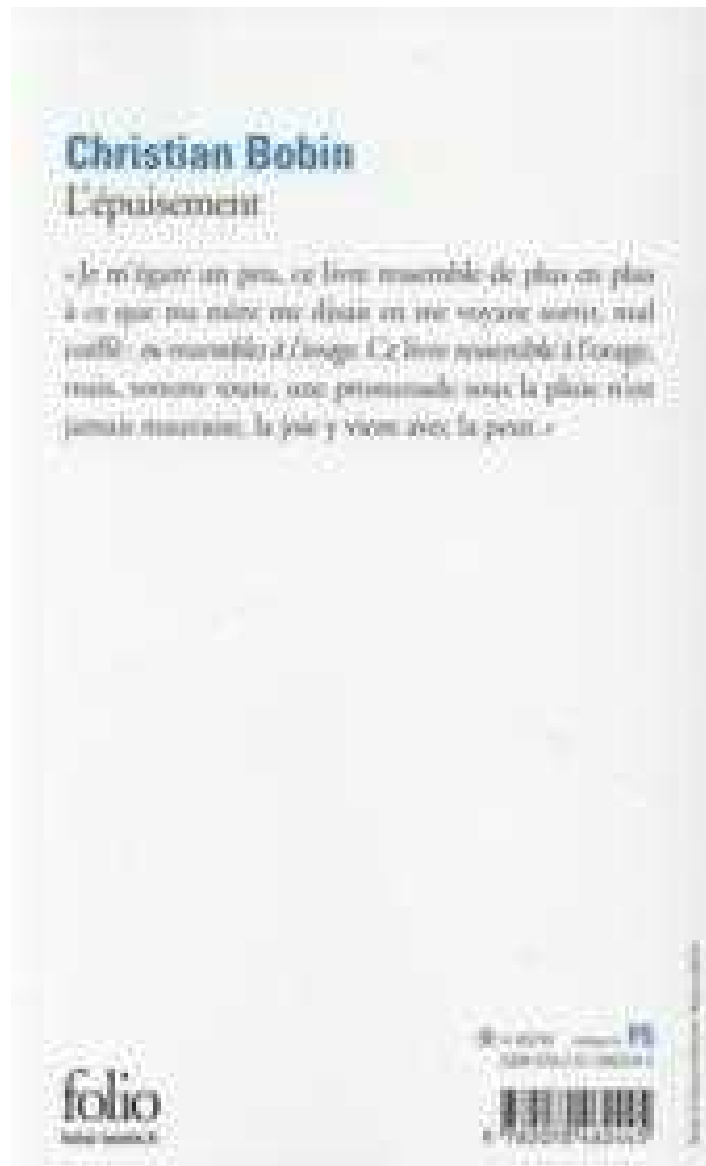 Christian Bobin
L'épuisement
« Je m'égare un peu, ce livre ressemble de plus en plus
à ce que ma mère me disait en me voyant sortir, mal
coiffé : tu ressembles à l'orage. Ce livre ressemble à l'orage,
mais, somme toute, une promenade sous la pluie n'est
jamais mauvaise, la joie y vient avec la peur. »
folio